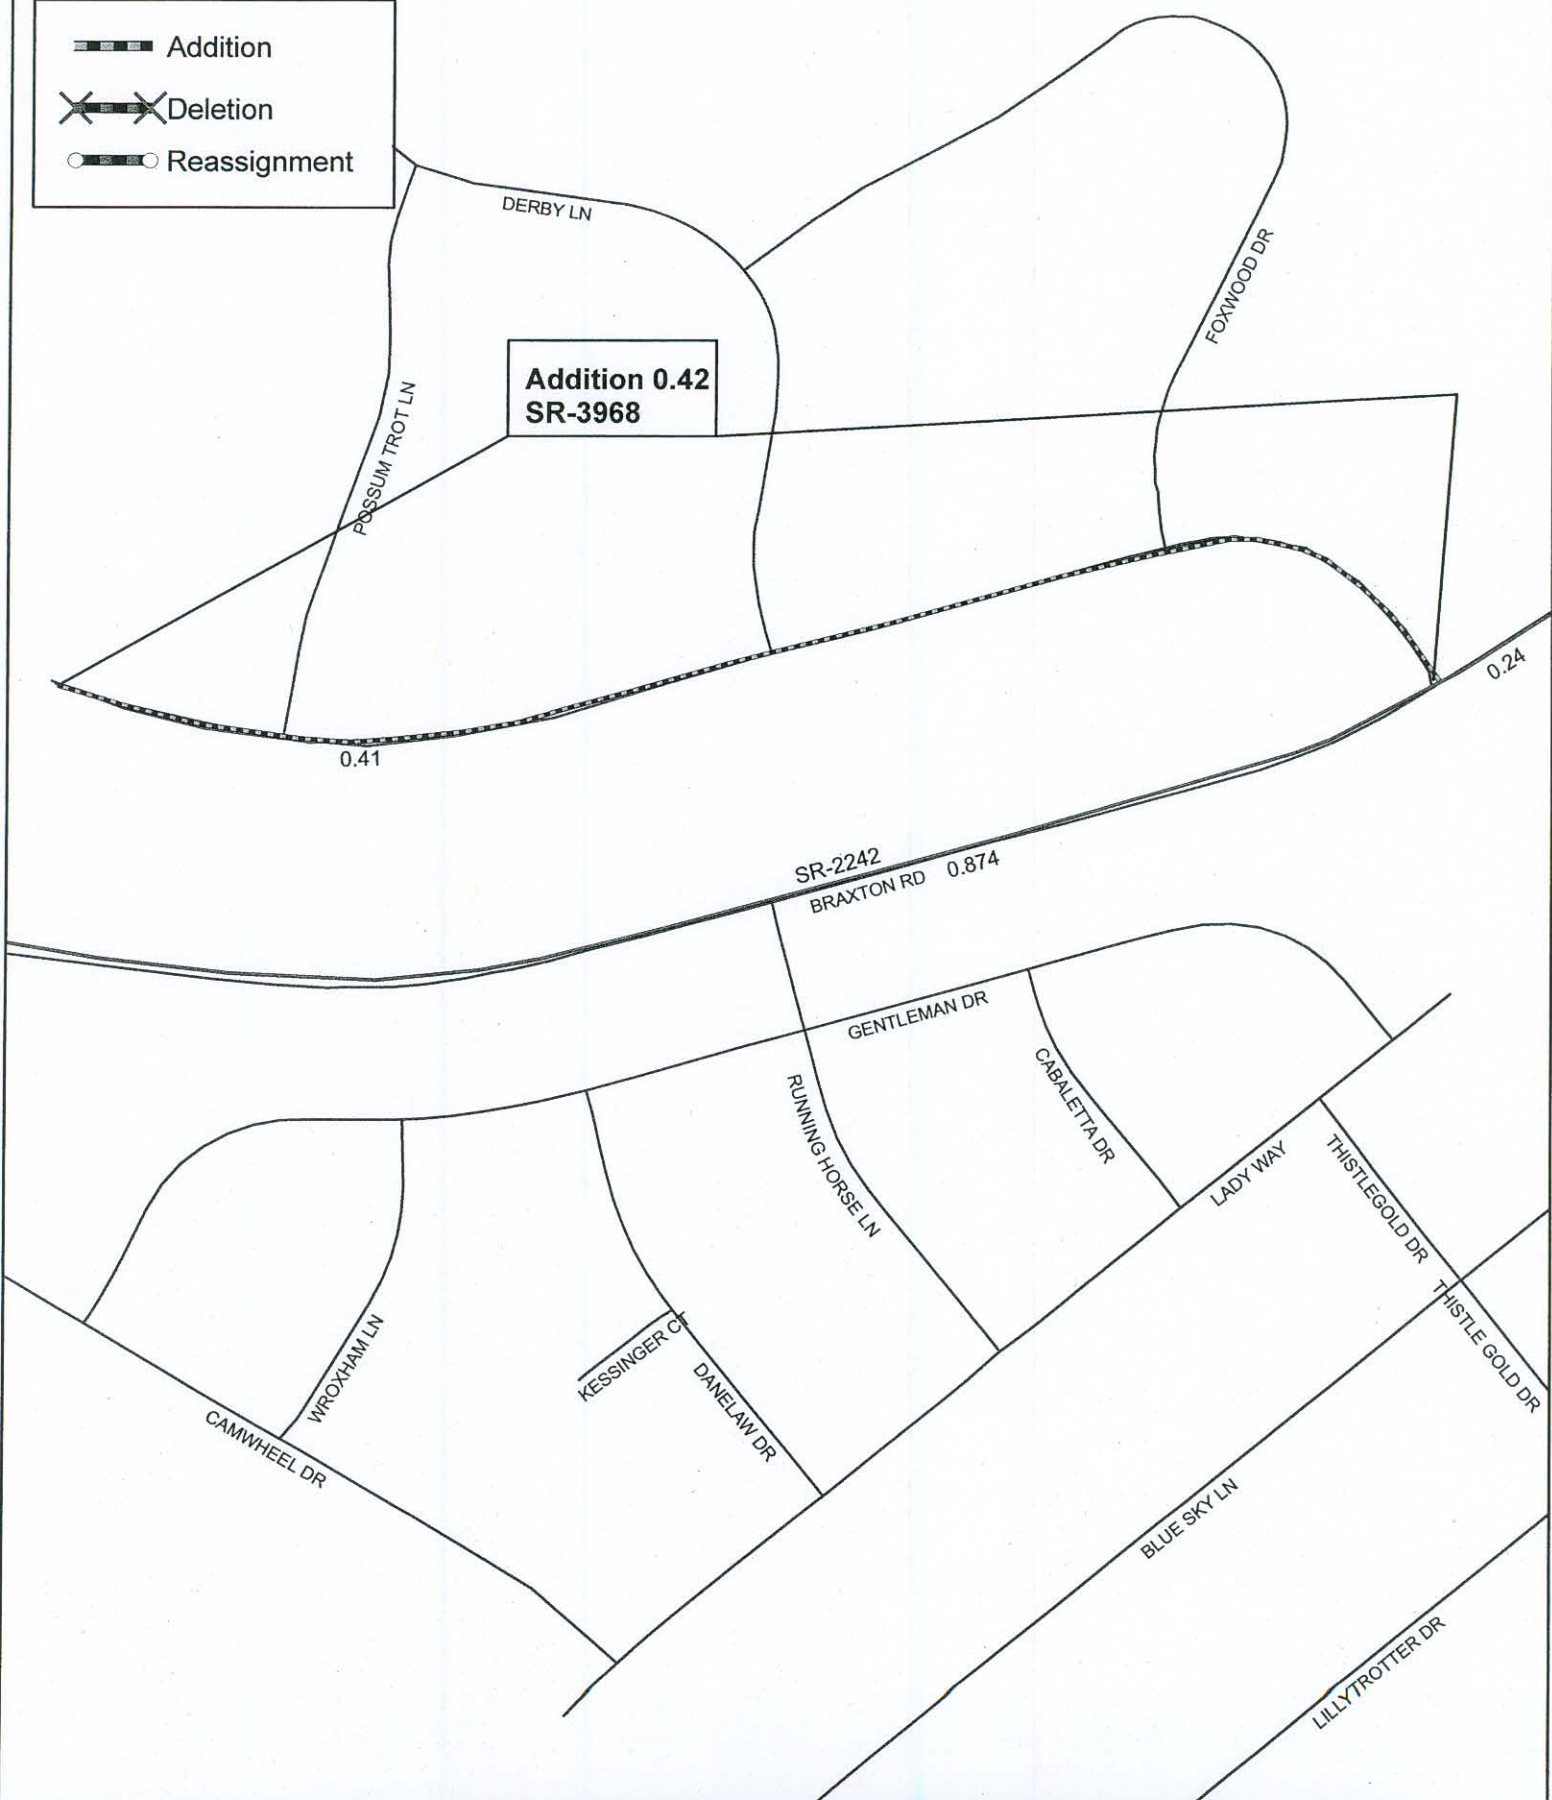 Addition
Deletion
Reassignment
DERBY LN
FOXWOOD DR
Addition 0.42
SR-3968
POSSUM TROT LN
0.24
0.41
SR-2242
BRAXTON RD
0.874
GENTLEMAN DR
CABALETTA DR
RUNNING HORSE LN
LADY WAY
THISTLEGOLD DR
THISTLE GOLD DR
WROXHAM LN
KESSINGER CT
DANELAW DR
CAMWHEEL DR
BLUE SKY LN
LILLYTROTTER DR